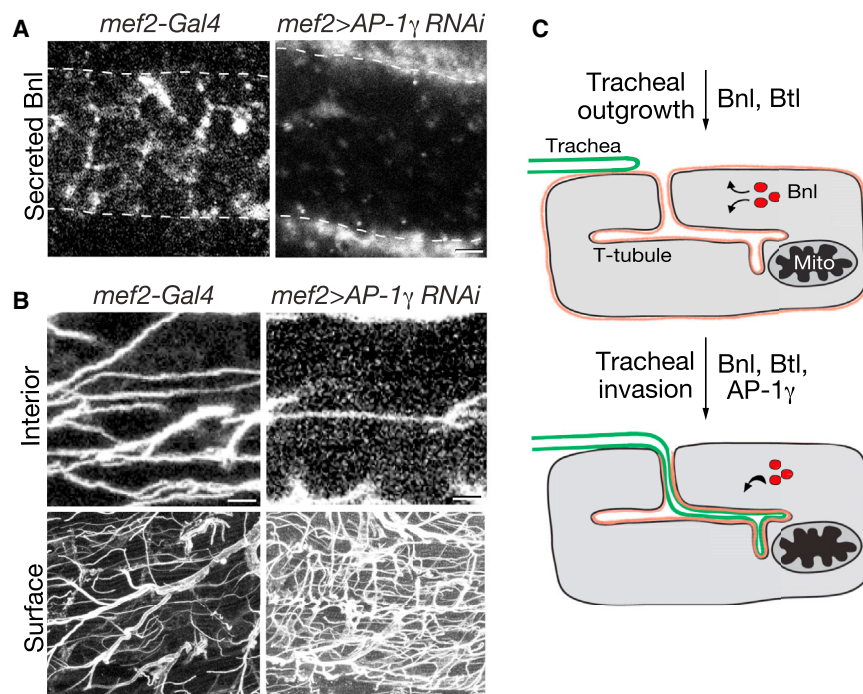 A
mef2-Gal4
mef2>AP-1γ RNAi
Secreted Bnl
B
mef2-Gal4
mef2>AP-1γ RNAi
Interior
Surface
C
Tracheal
outgrowth
Bnl, Btl
Trachea
Bnl
T-tubule
Mito
Tracheal
invasion
Bnl, Btl,
AP-1γ